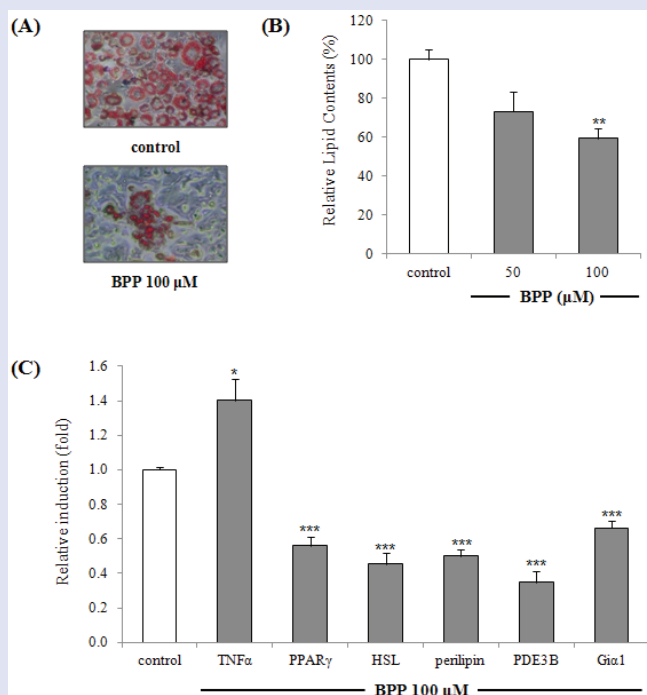 (A)
control
BPP 100 µM
(B)
Relative Lipid Contents (%)
120
100
80
60
40
20
0
**
control 50 100
BPP (µM)
(C)
Relative induction (fold)
1.6
1.4
1.2
1.0
0.8
0.6
0.4
0.2
0.0
*
***
***
***
***
***
control TNFα PPARγ HSL perilipin PDE3B Giα1
BPP 100 µM